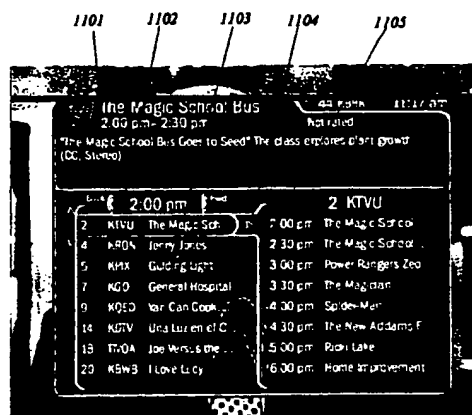 1101 1102 1103 1104 1105
The Magic School Bus
2:00 pm - 2:30 pm Not rated
"The Magic School Bus Goes to Seed" The class explores plant growth
(CC, Stereo)
2:00 pm
2 KTVU
2 KTVU The Magic Sch
4 KRON Jenny Jones
Guiding Light
7 KGO General Hospital
9 KQED Yan Can Cook
14 KDTV Una Luz en el C
Joe Versus the
20 KBWB I Love Lucy
2:00 pm The Magic School
2:30 pm The Magic School
3:00 pm Power Rangers Zeo
3:30 pm The Magician
4:00 pm Spider-Man
4:30 pm The New Addams F
5:00 pm Ricki Lake
6:00 pm Home Improvement